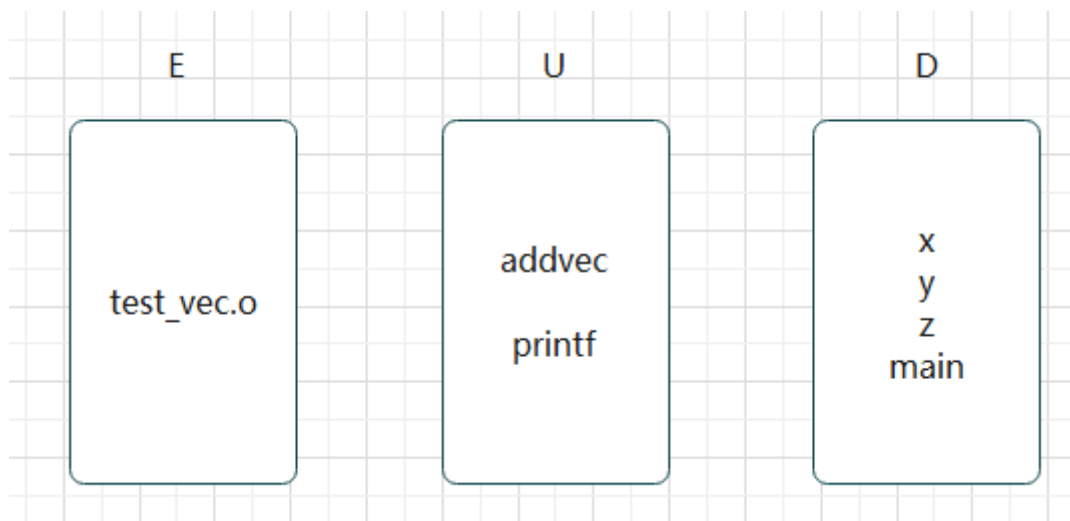 E U D
test_vec.o
addvec
printf
x
y
z
main